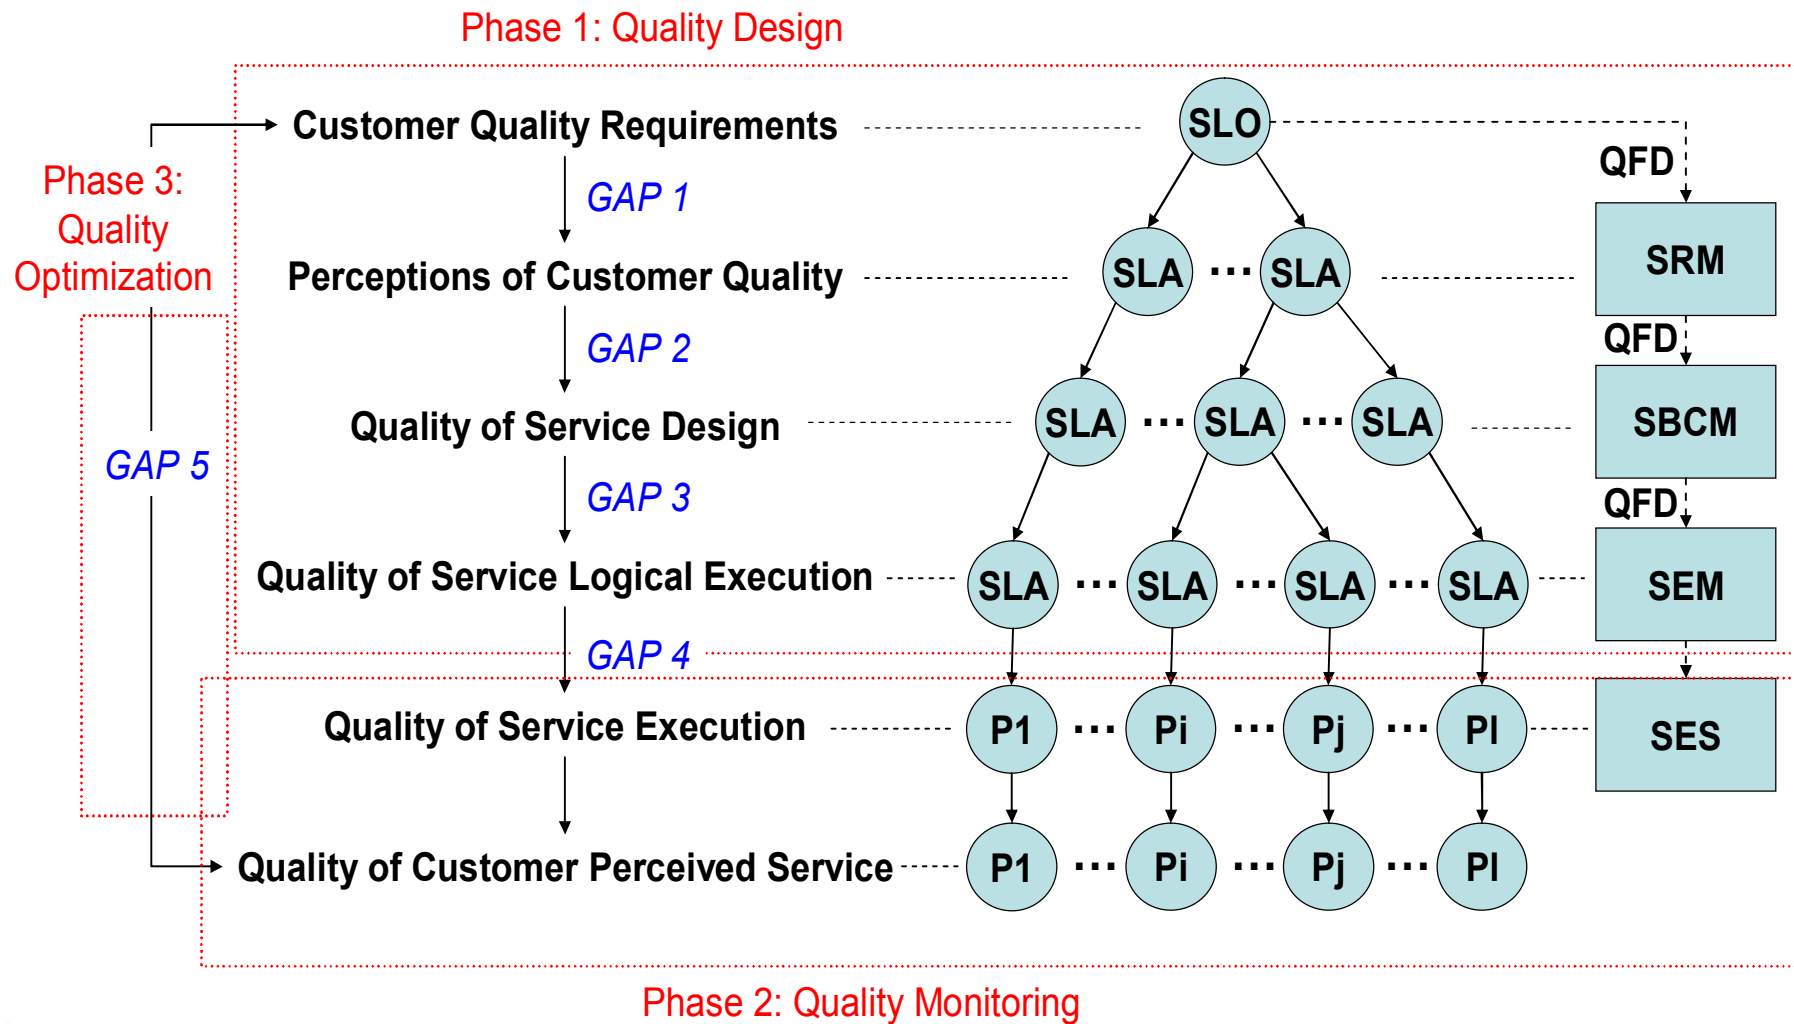 Phase 1: Quality Design
Customer Quality Requirements
SLO
QFD
Phase 3:
Quality
Optimization
GAP 1
Perceptions of Customer Quality
SLA ... SLA
SRM
GAP 2
QFD
Quality of Service Design
SLA ... SLA ... SLA
SBCM
GAP 5
GAP 3
QFD
Quality of Service Logical Execution
SLA ... SLA ... SLA ... SLA
SEM
GAP 4
Quality of Service Execution
P1 ... Pi ... Pj ... Pl
SES
Quality of Customer Perceived Service
P1 ... Pi ... Pj ... Pl
Phase 2: Quality Monitoring